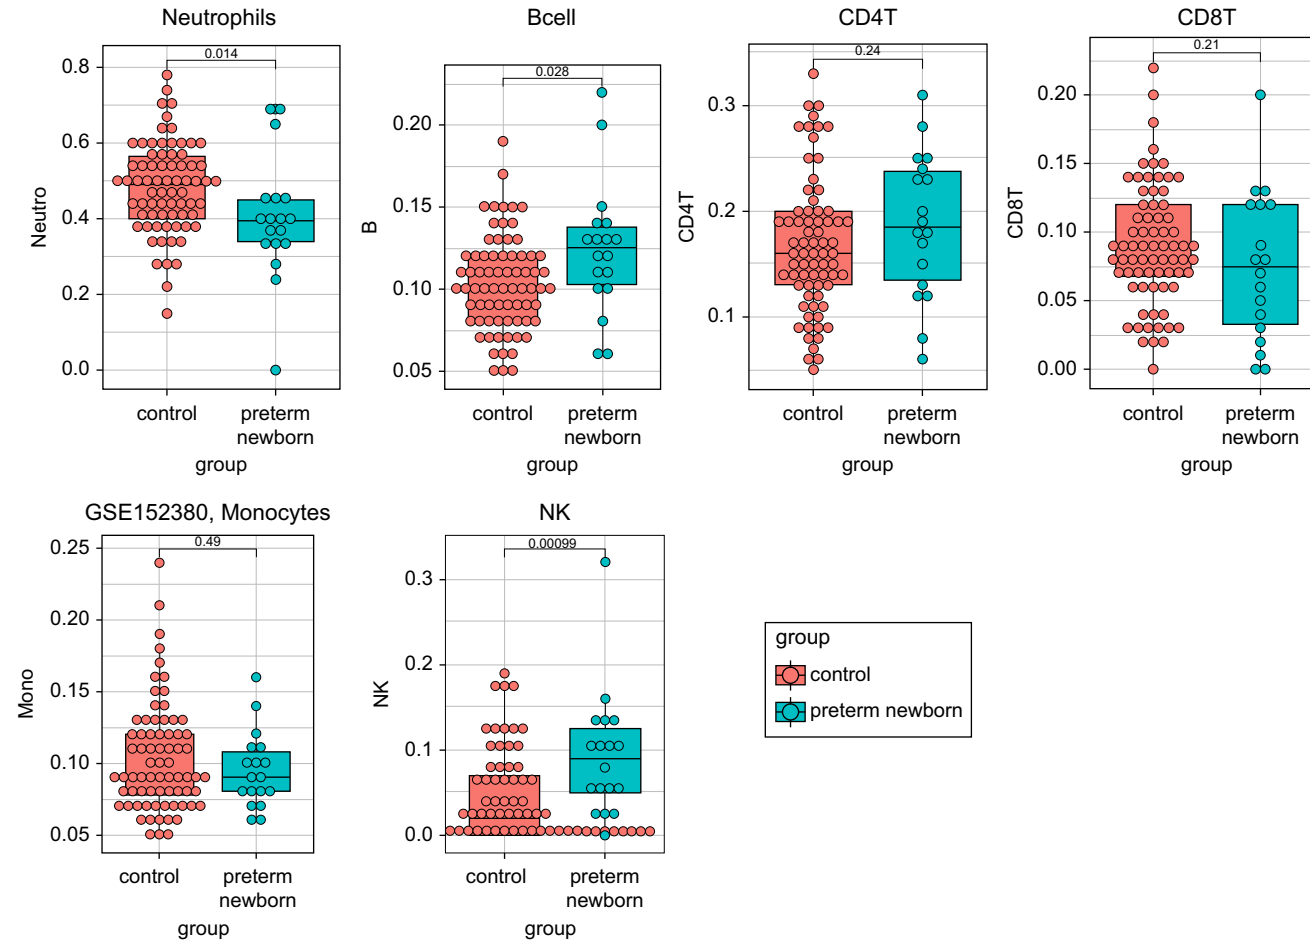 Neutrophils
0.014
0.8
0.6
0.4
0.2
0.0
Neutro
control
preterm
newborn
group
Bcell
0.028
0.20
0.15
0.10
0.05
B
control
preterm
newborn
group
CD4T
0.24
0.3
0.2
0.1
CD4T
control
preterm
newborn
group
CD8T
0.21
0.20
0.15
0.10
0.05
0.00
CD8T
control
preterm
newborn
group
GSE152380, Monocytes
0.49
0.25
0.20
0.15
0.10
0.05
Mono
control
preterm
newborn
group
NK
0.00099
0.3
0.2
0.1
0.0
NK
control
preterm
newborn
group
group
control
preterm newborn